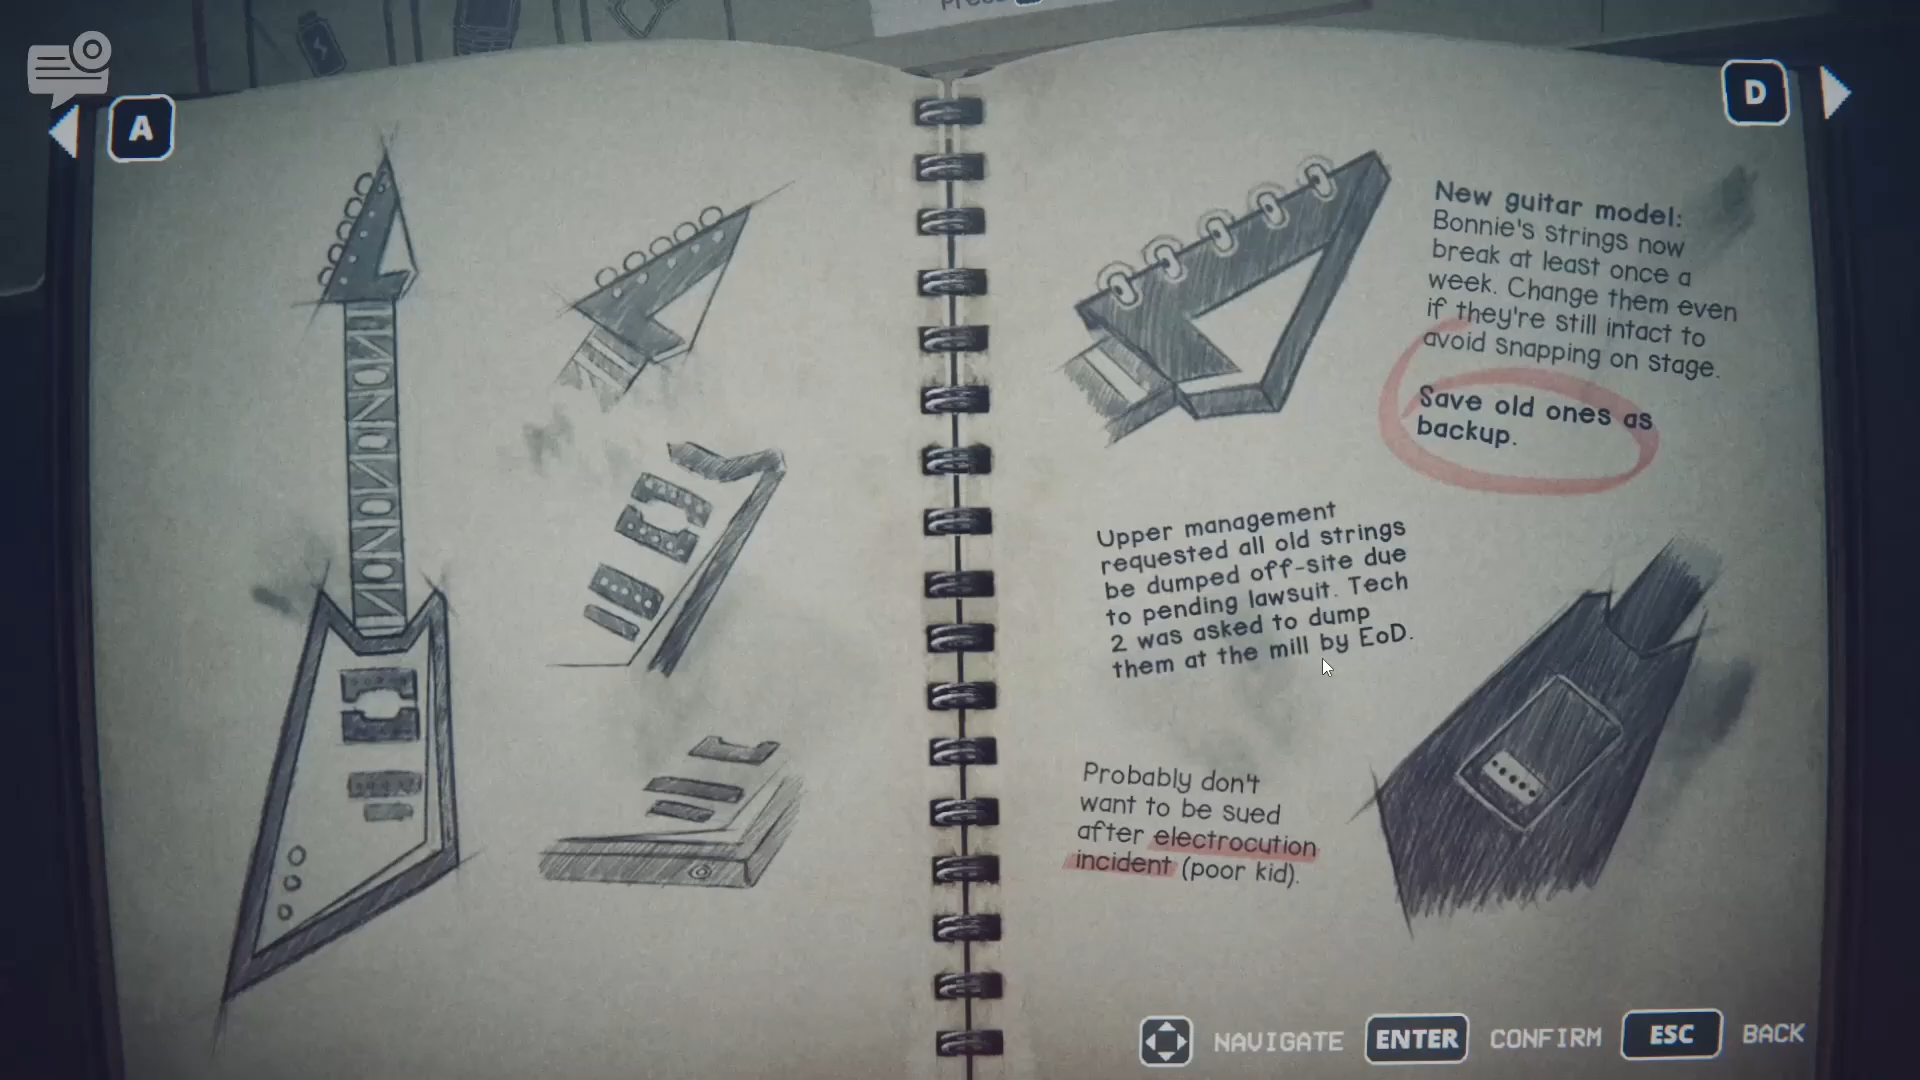 A
D
New guitar model:
Bonnie's strings now
break at least once a
week. Change them even
if they're still intact to
avoid snapping on stage.
Save old ones as
backup.
Upper management
requested all old strings
be dumped off-site due
to pending lawsuit. Tech
2 was asked to dump
them at the mill by EoD.
Probably don't
want to be sued
after electrocution
incident (poor kid).
NAVIGATE ENTER CONFIRM ESC BACK